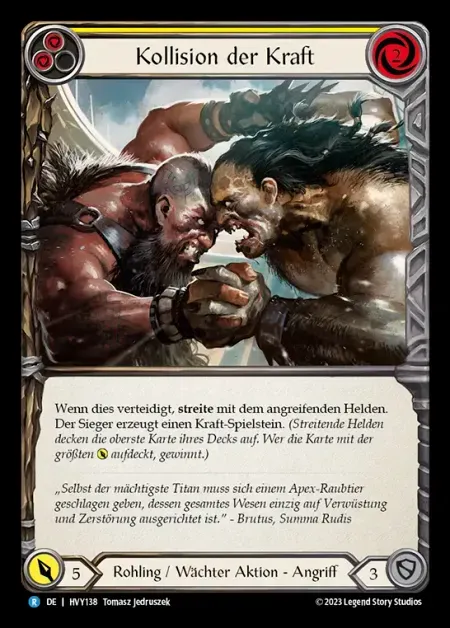 Kollision der Kraft
2
Wenn dies verteidigt, streite mit dem angreifenden Helden.
Der Sieger erzeugt einen Kraft-Spielstein. (Streitende Helden
decken die oberste Karte ihres Decks auf. Wer die Karte mit der
größten aufdeckt, gewinnt.)
„Selbst der mächtigste Titan muss sich einem Apex-Raubtier
geschlagen geben, dessen gesamtes Wesen einzig auf Verwüstung
und Zerstörung ausgerichtet ist.“ - Brutus, Summa Rudis
5
Rohling / Wächter Aktion - Angriff
3
R DE | HVY138 Tomasz Jedruszek
© 2023 Legend Story Studios